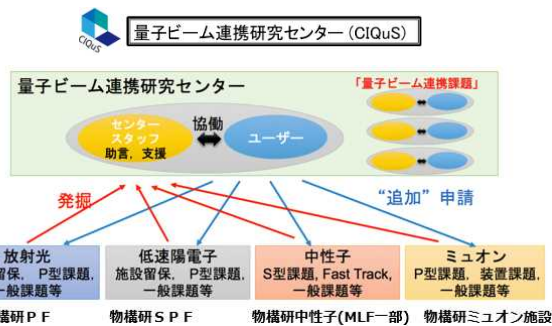 CIQuS
量子ビーム連携研究センター (CIQuS)
量子ビーム連携研究センター
「量子ビーム連携課題」
センター
スタッフ
助言, 支援
協働
ユーザー
発掘
“追加”申請
放射光
留保, P型課題,
一般課題等
低速陽電子
施設留保, P型課題,
一般課題等
中性子
S型課題, Fast Track,
一般課題等
ミュオン
P型課題, 装置課題,
一般課題等
構研ＰＦ
物構研ＳＰＦ
物構研中性子(MLF一部)
物構研ミュオン施設